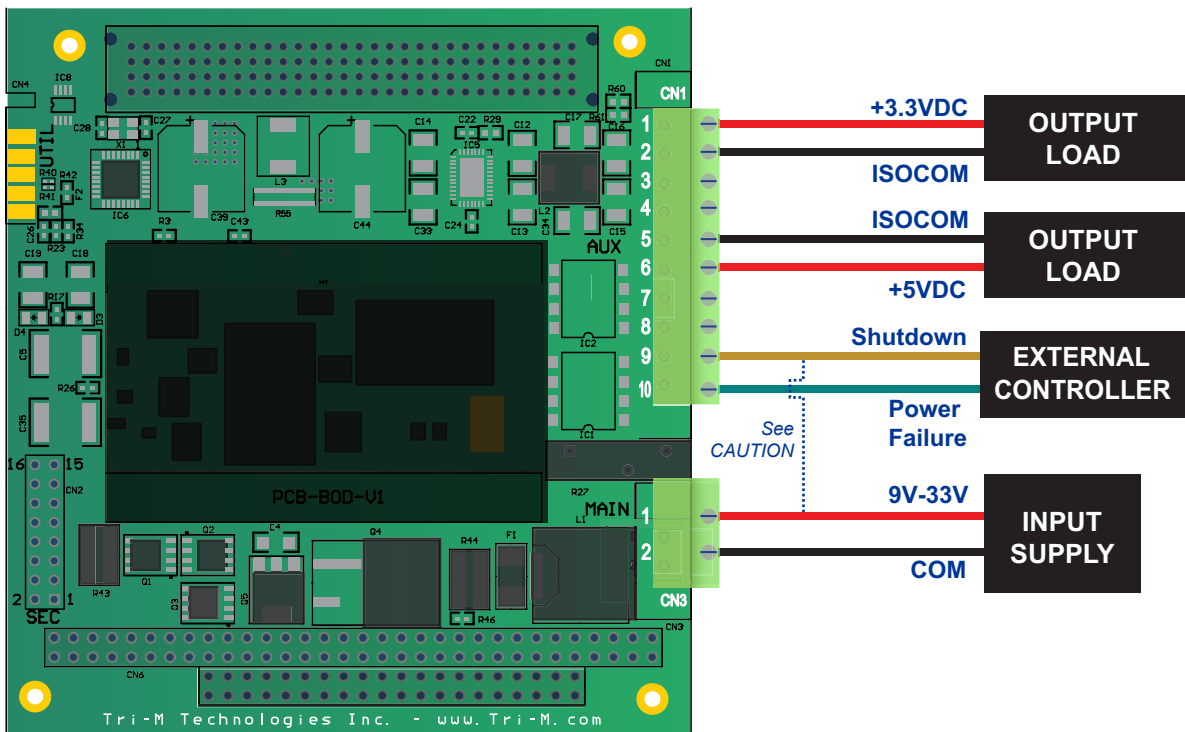 CN1
IC8
CN4
R60
CN1
C28
C27
C14
C22
R29
C12
C17
R61
C16
1
+3.3VDC
OUTPUT
LOAD
UTIL
X1
IC5
2
ISOCOM
R40
R42
R41
F2
IC6
L3
R55
L2
3
C39
C44
C33
C24
C13
C34
C15
4
C26
R34
R23
R3
C43
AUX
5
ISOCOM
OUTPUT
LOAD
C19
C18
6
+5VDC
7
R17
D4
D3
8
Shutdown
C5
IC2
9
EXTERNAL
CONTROLLER
R26
10
Power
Failure
C35
IC1
See
CAUTION
16
15
CN2
PCB-BOD-V1
R27
9V-33V
MAIN
1
INPUT
SUPPLY
Q2
C4
Q4
R44
F1
L1
2
COM
R43
Q1
Q3
Q5
2
1
SEC
R46
CN3
CN3
CN6
Tri-M Technologies Inc. - www.Tri-M.com